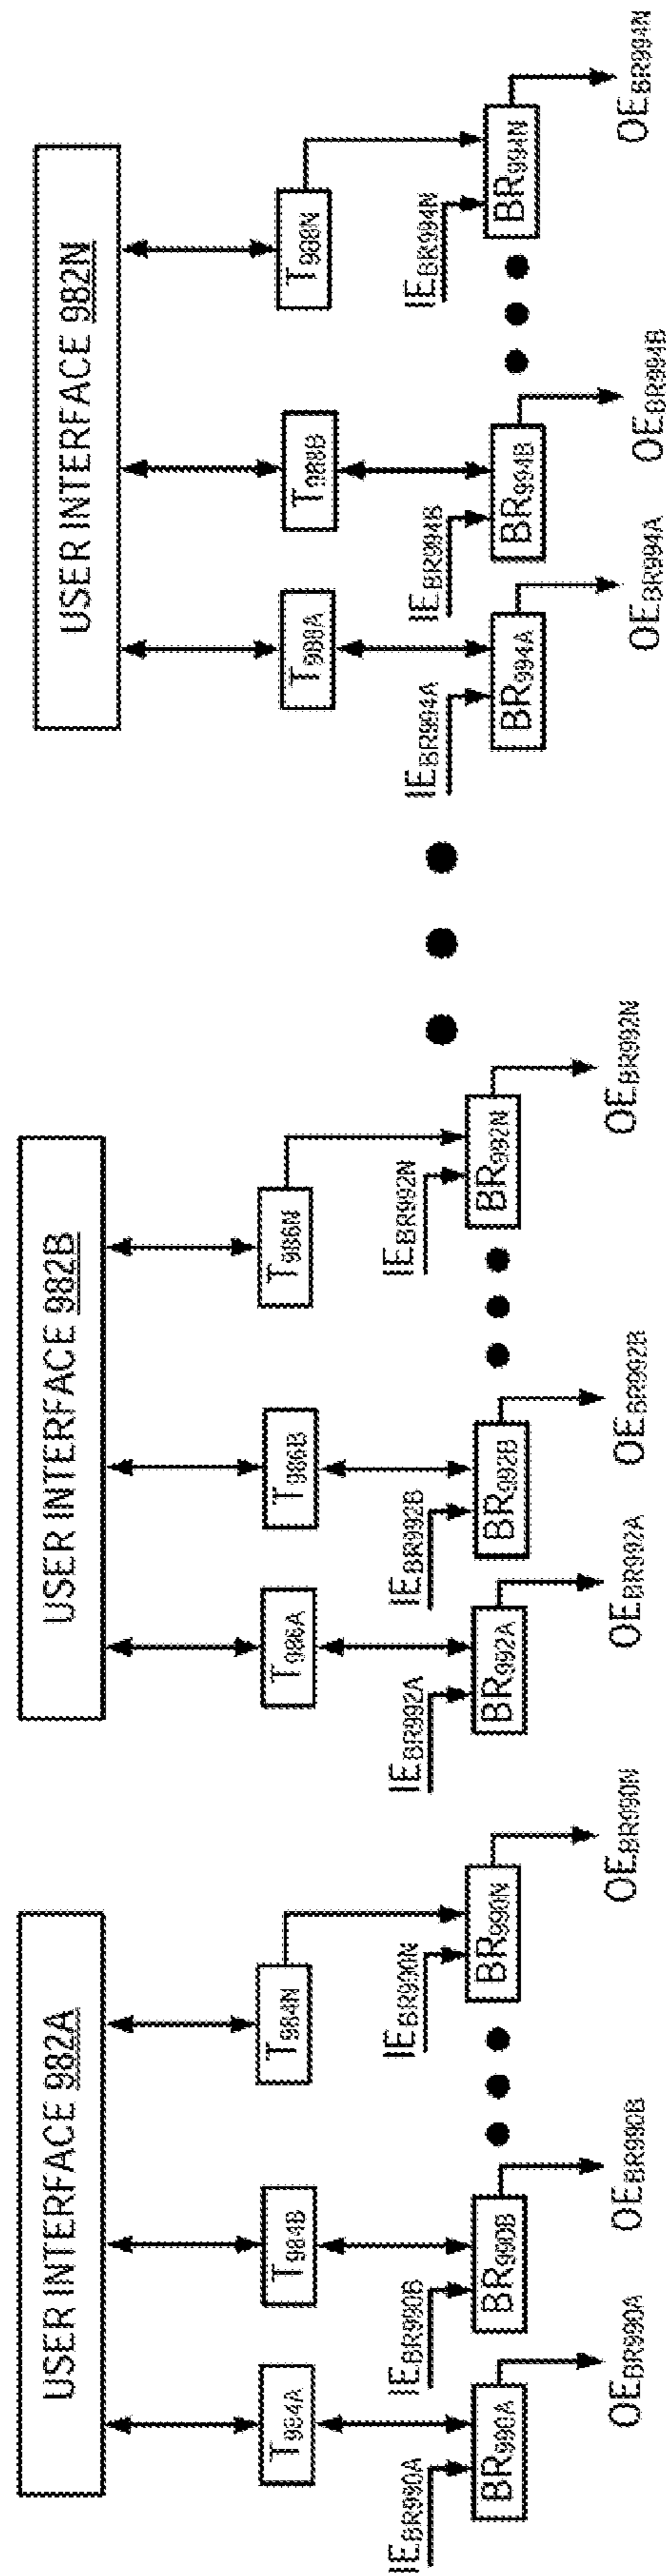 USER INTERFACE 982A
T984A
T984B
T984N
IEBR990A
BR990A
OEBR990A
IEBR990B
BR990B
OEBR990B
IEBR990N
BR990N
OEBR990N
USER INTERFACE 982B
T986A
T986B
T986N
IEBR992A
BR992A
OEBR992A
IEBR992B
BR992B
OEBR992B
IEBR992N
BR992N
OEBR992N
USER INTERFACE 982N
T988A
T988B
T988N
IEBR994A
BR994A
OEBR994A
IEBR994B
BR994B
OEBR994B
IEBR994N
BR994N
OEBR994N